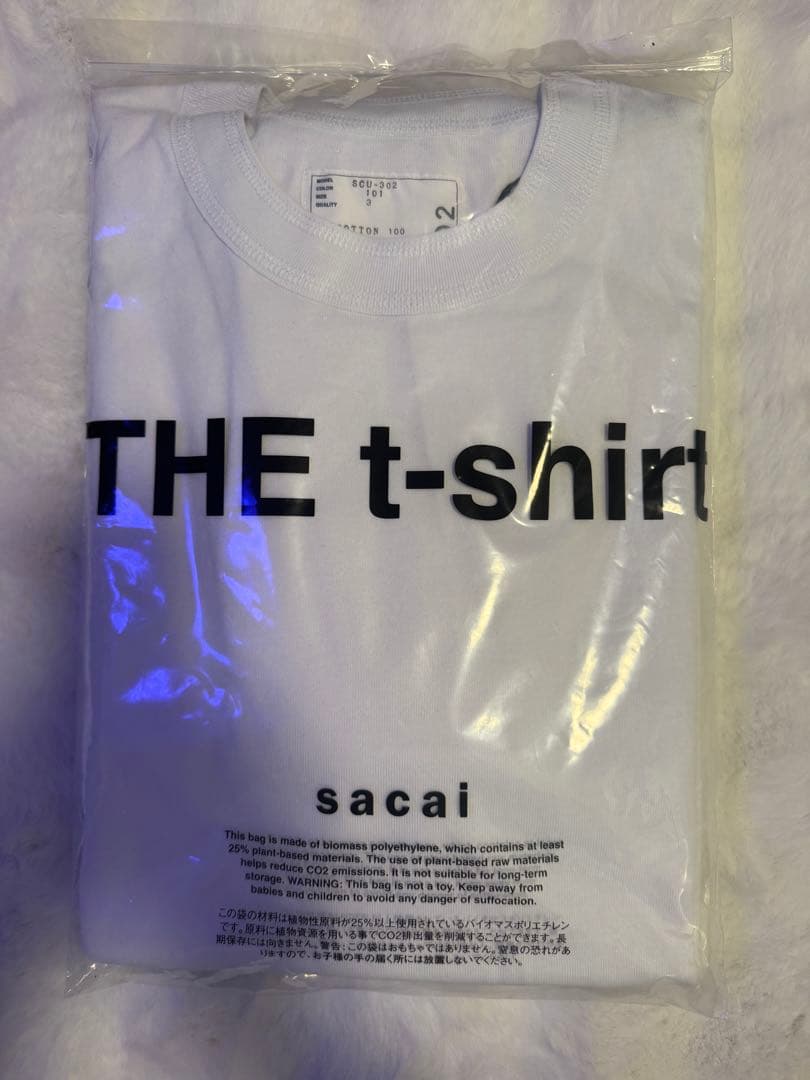 MODEL SCU-302
COLOR 101
SIZE 3
QUALITY
COTTON 100
THE t-shirt
sacai
This bag is made of biomass polyethylene, which contains at least
25% plant-based materials. The use of plant-based raw materials
helps reduce CO2 emissions. It is not suitable for long-term
storage. WARNING: This bag is not a toy. Keep away from
babies and children to avoid any danger of suffocation.
この袋の材料は植物性原料が25%以上使用されているバイオマスポリエチレン
です。原料に植物資源を用いる事でCO2排出量を削減することができます。長
期保存には向きません。警告：この袋はおもちゃではありません。窒息の恐れがあ
りますので、お子様の手の届く所には放置しないでください。